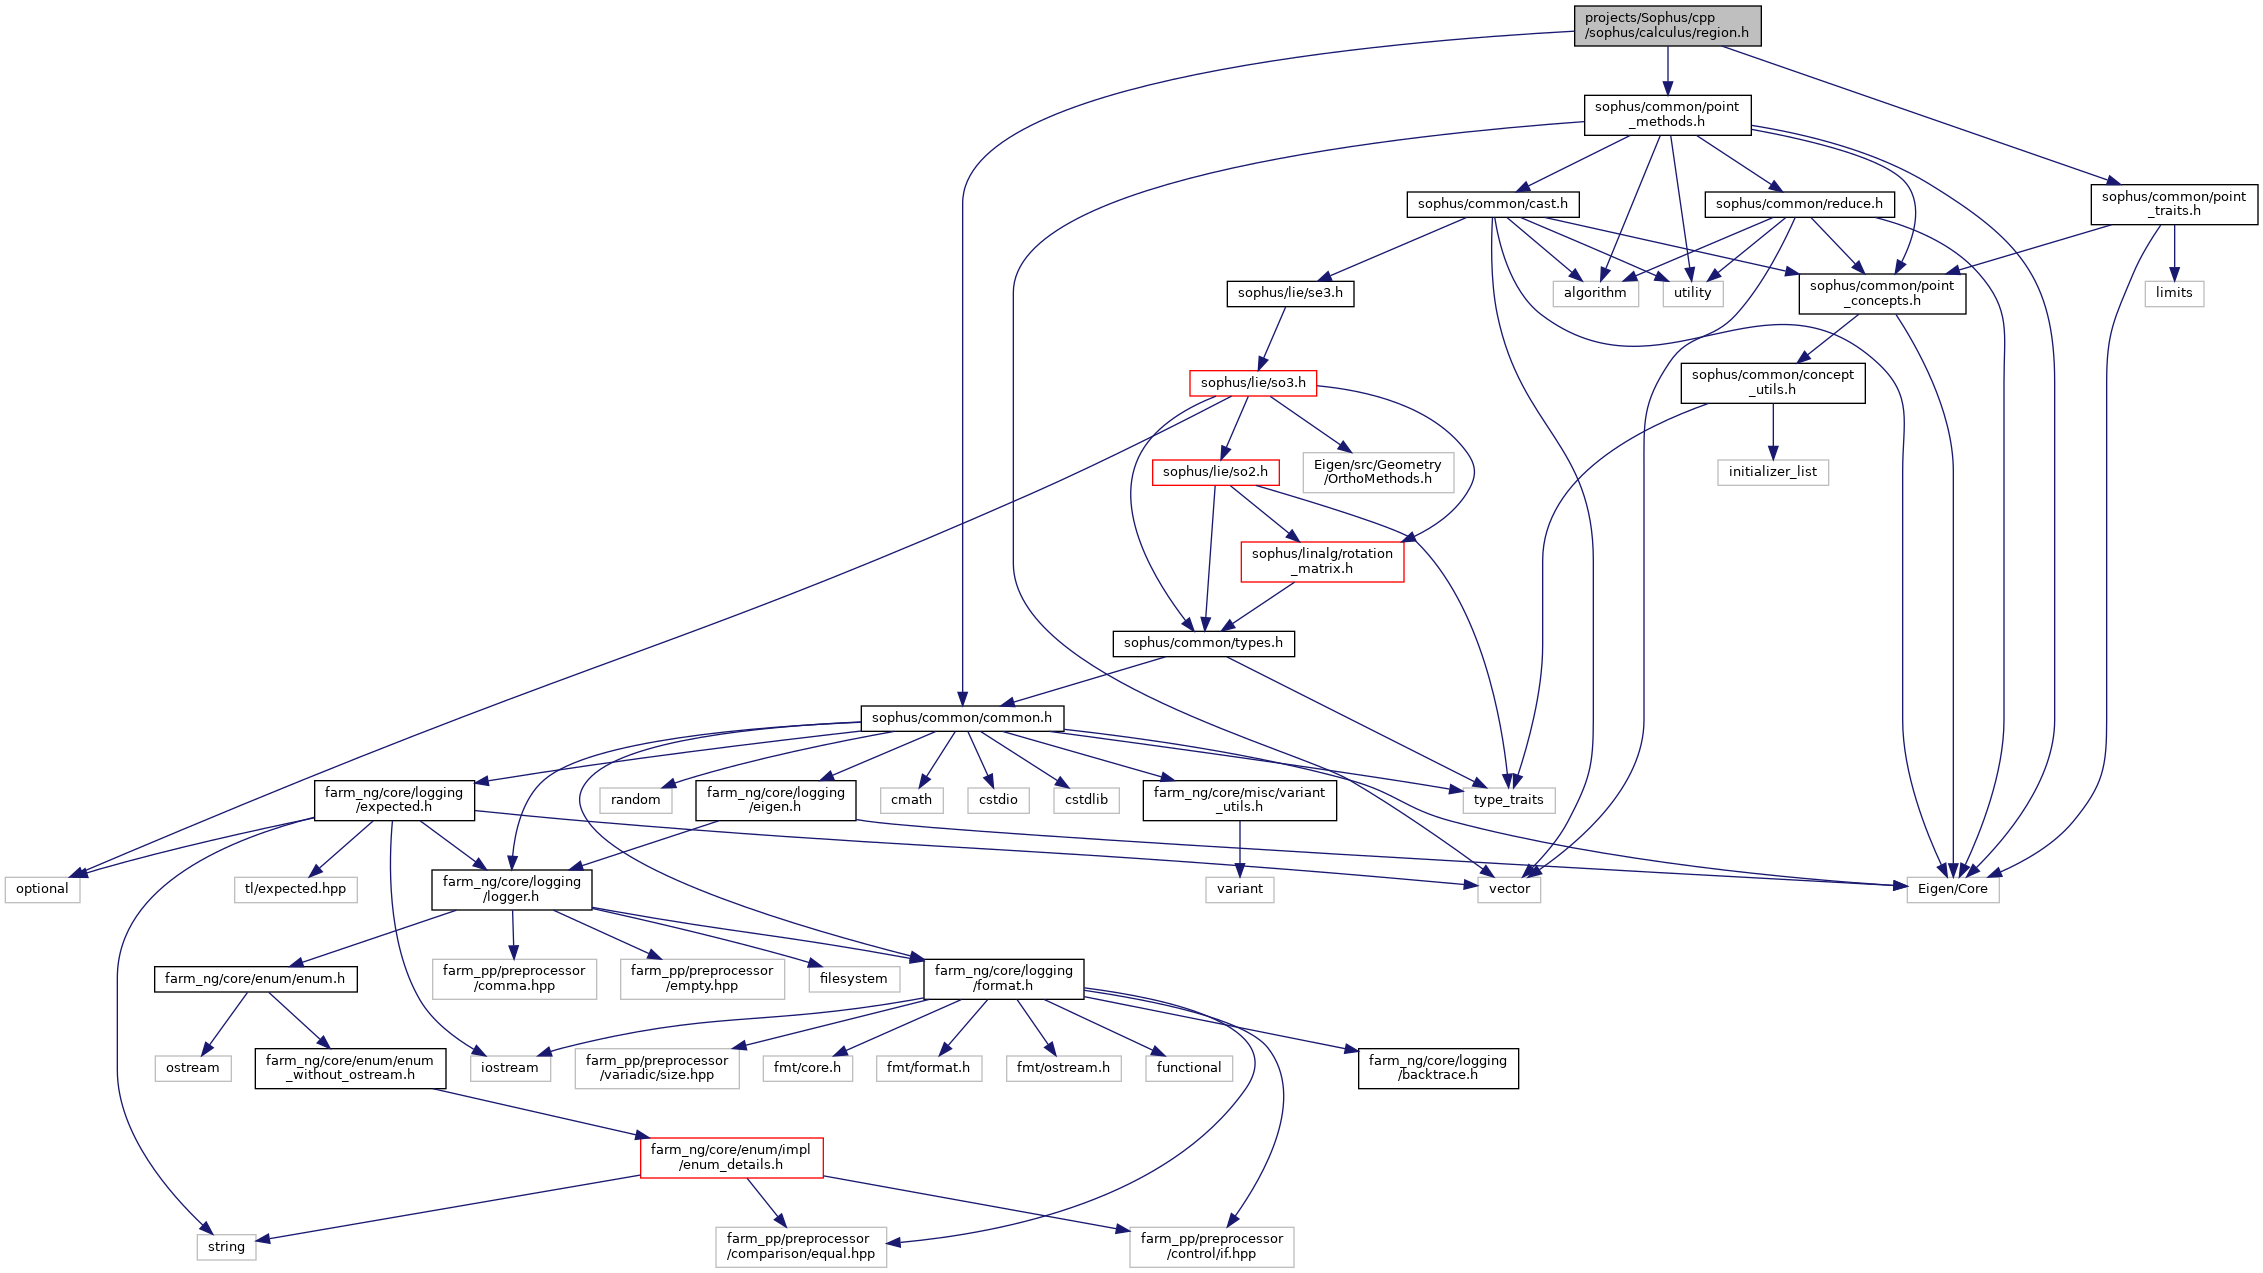 projects/Sophus/cpp
/sophus/calculus/region.h
sophus/common/point
_methods.h
sophus/common/cast.h
sophus/common/reduce.h
sophus/common/point
_traits.h
sophus/lie/se3.h
algorithm
utility
sophus/common/point
_concepts.h
limits
sophus/lie/so3.h
sophus/common/concept
_utils.h
sophus/lie/so2.h
Eigen/src/Geometry
/OrthoMethods.h
initializer_list
sophus/linalg/rotation
_matrix.h
sophus/common/types.h
sophus/common/common.h
farm_ng/core/logging
/expected.h
random
farm_ng/core/logging
/eigen.h
cmath
cstdio
cstdlib
farm_ng/core/misc/variant
_utils.h
type_traits
optional
tl/expected.hpp
farm_ng/core/logging
/logger.h
variant
vector
Eigen/Core
farm_ng/core/enum/enum.h
farm_pp/preprocessor
/comma.hpp
farm_pp/preprocessor
/empty.hpp
filesystem
farm_ng/core/logging
/format.h
ostream
farm_ng/core/enum/enum
_without_ostream.h
iostream
farm_pp/preprocessor
/variadic/size.hpp
fmt/core.h
fmt/format.h
fmt/ostream.h
functional
farm_ng/core/logging
/backtrace.h
farm_ng/core/enum/impl
/enum_details.h
string
farm_pp/preprocessor
/comparison/equal.hpp
farm_pp/preprocessor
/control/if.hpp